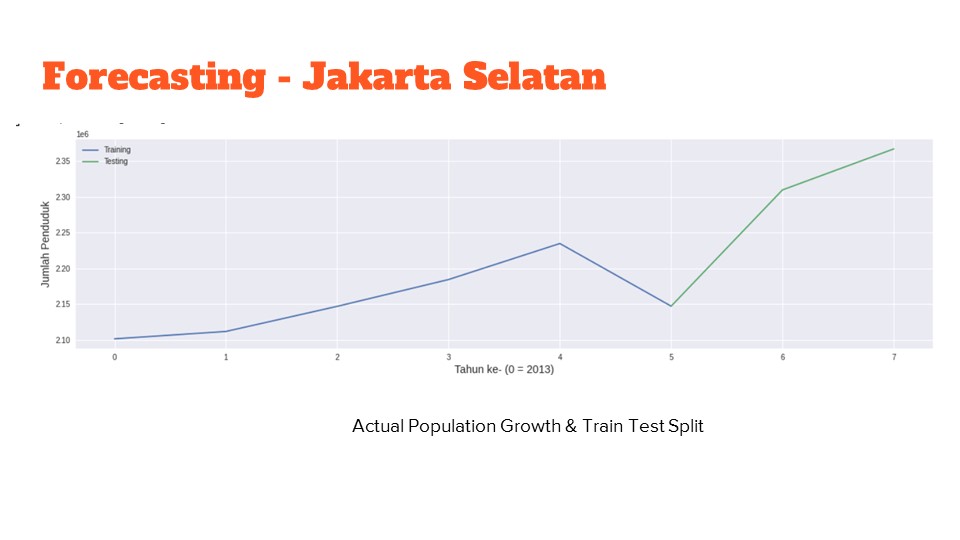 Forecasting - Jakarta Selatan
1e6
Training
Testing
2.35
2.30
2.25
2.20
2.15
2.10
Jumlah Penduduk
0 1 2 3 4 5 6 7
Tahun ke- (0 = 2013)
Actual Population Growth & Train Test Split